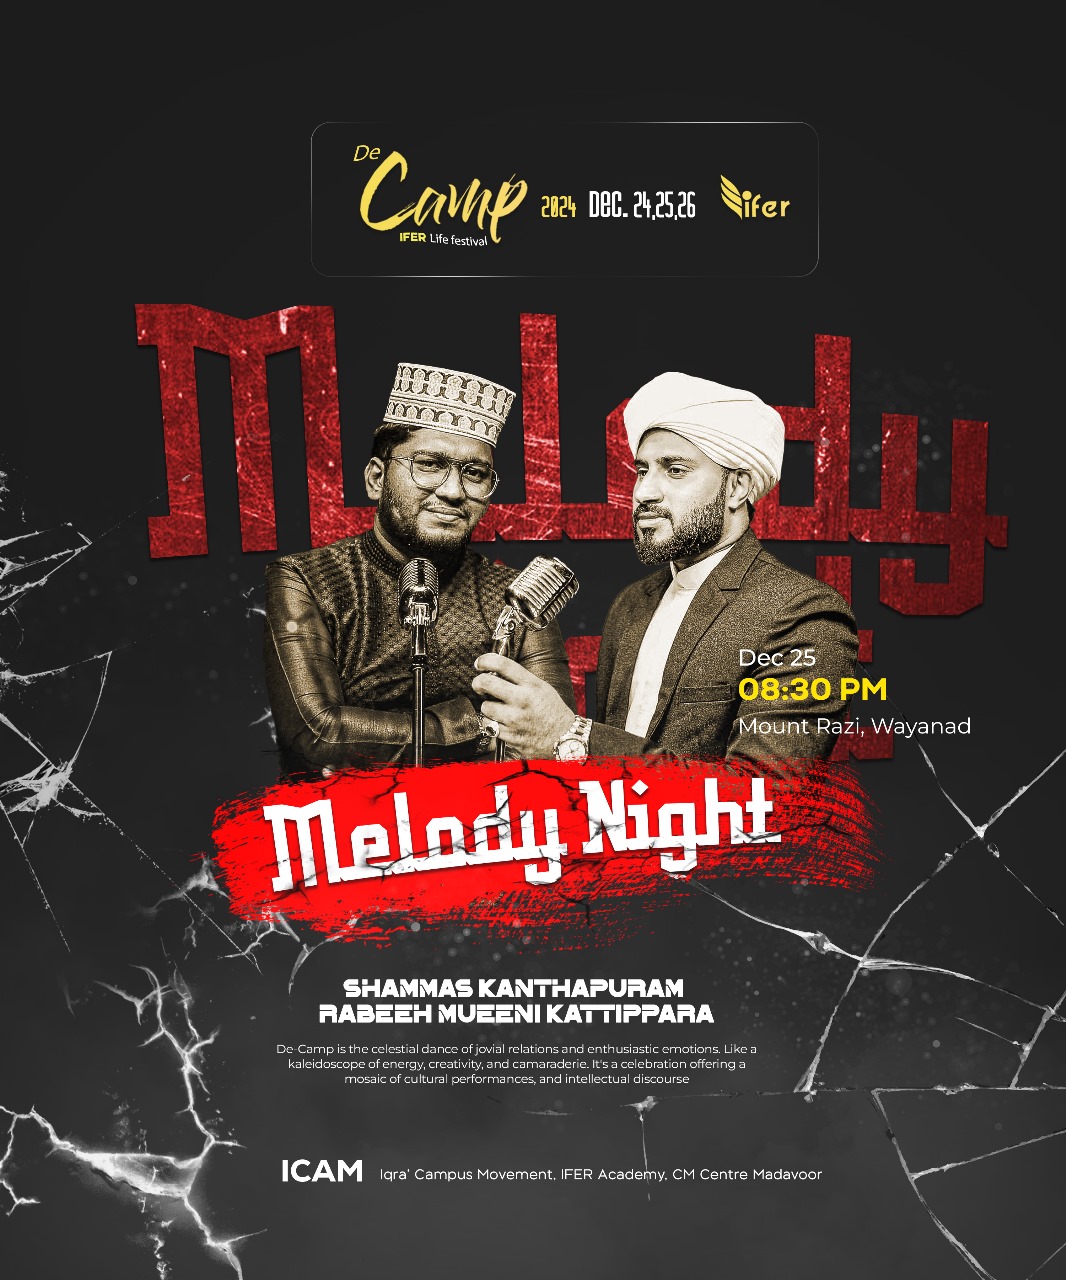 De
Camp
IFER Life festival
2024 Dec. 24,25,26
ifer
Melody
Dec 25
08:30 PM
Mount Razi, Wayanad
Melody Night
SHAMMAS KANTHAPURAM
RABEEH MUEENI KATTIPPARA
De-Camp is the celestial dance of jovial relations and enthusiastic emotions. Like a
kaleidoscope of energy, creativity, and camaraderie. It's a celebration offering a
mosaic of cultural performances, and intellectual discourse
ICAM Iqra' Campus Movement, IFER Academy, CM Centre Madavoor